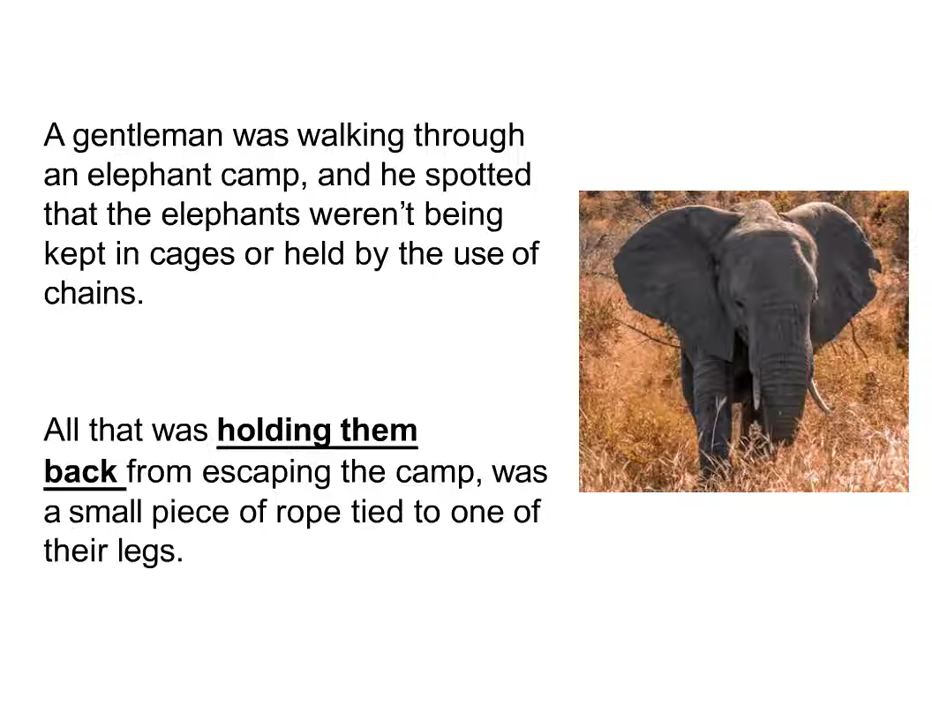 A gentleman was walking through
an elephant camp, and he spotted
that the elephants weren’t being
kept in cages or held by the use of
chains.
All that was holding them
back from escaping the camp, was
a small piece of rope tied to one of
their legs.